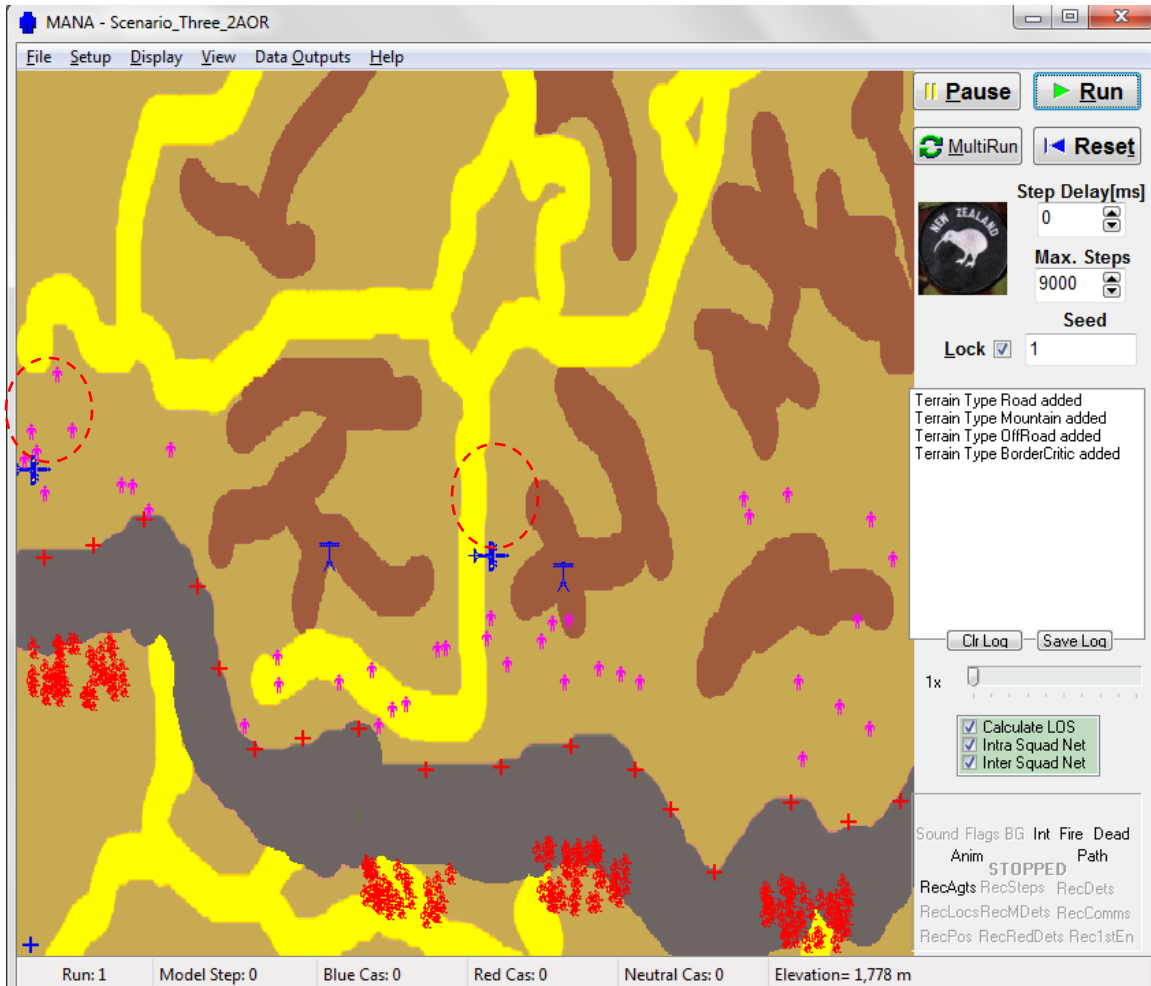 MANA - Scenario_Three_2AOR
File Setup Display View Data Outputs Help
Pause Run
MultiRun Reset
Step Delay[ms]
0
NEW ZEALAND
Max. Steps
9000
Seed
Lock 1
Terrain Type Road added
Terrain Type Mountain added
Terrain Type OffRoad added
Terrain Type BorderCritic added
Clr Log Save Log
1x
Calculate LOS
Intra Squad Net
Inter Squad Net
Sound Flags BG Int Fire Dead
Anim Path
STOPPED
RecAgts RecSteps RecDets
RecLocs RecMDets RecComms
RecPos RecRedDets Rec1stEn
Run: 1 Model Step: 0 Blue Cas: 0 Red Cas: 0 Neutral Cas: 0 Elevation= 1,778 m